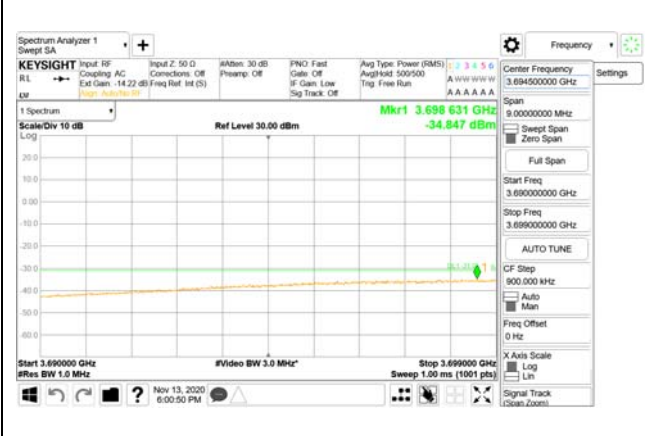 Spectrum Analyzer 1
Swept SA
+
Frequency
KEYSIGHT
RL
Input: RF
Coupling: AC
Ext Gain: -14.22 dB
Align: Auto/No RF
Input Z: 50 Ω
Corrections: Off
Freq Ref: Int (S)
#Atten: 30 dB
Preamp: Off
PNO: Fast
Gate: Off
IF Gain: Low
Sig Track: Off
Avg Type: Power (RMS)
Avg|Hold: 500/500
Trig: Free Run
1 2 3 4 5 6
A W W W W W
A A A A A A
1 Spectrum
Scale/Div 10 dB
Log
Ref Level 30.00 dBm
Mkr1 3.698 631 GHz
-34.847 dBm
20.0
10.0
0.00
-10.0
-20.0
-30.0
-40.0
-50.0
-60.0
1
Start 3.690000 GHz
#Res BW 1.0 MHz
#Video BW 3.0 MHz*
Stop 3.699000 GHz
Sweep 1.00 ms (1001 pts)
?
Nov 13, 2020
6:00:50 PM
Center Frequency
3.694500000 GHz
Settings
Span
9.00000000 MHz
Swept Span
Zero Span
Full Span
Start Freq
3.690000000 GHz
Stop Freq
3.699000000 GHz
AUTO TUNE
CF Step
900.000 kHz
Auto
Man
Freq Offset
0 Hz
X Axis Scale
Log
Lin
Signal Track
(Span Zoom)